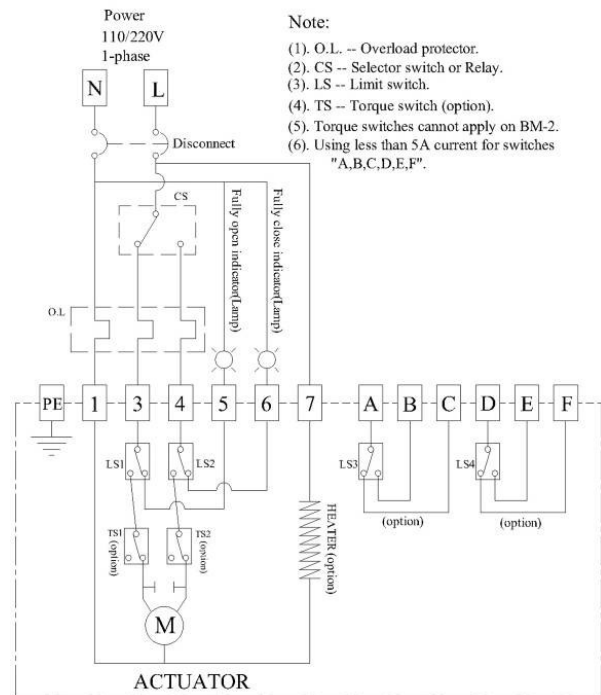 Power
110/220V
1-phase
N L
Disconnect
CS
Fully open indicator(Lamp)
Fully close indicator(Lamp)
O.L
Note:
(1). O.L. -- Overload protector.
(2). CS -- Selector switch or Relay.
(3). LS -- Limit switch.
(4). TS -- Torque switch (option).
(5). Torque switches cannot apply on BM-2.
(6). Using less than 5A current for switches
"A,B,C,D,E,F".
PE 1 3 4 5 6 7 A B C D E F
LS1 LS2 LS3 LS4
(option) (option)
TS1
(option)
TS2
(option)
HEATER (option)
M
ACTUATOR